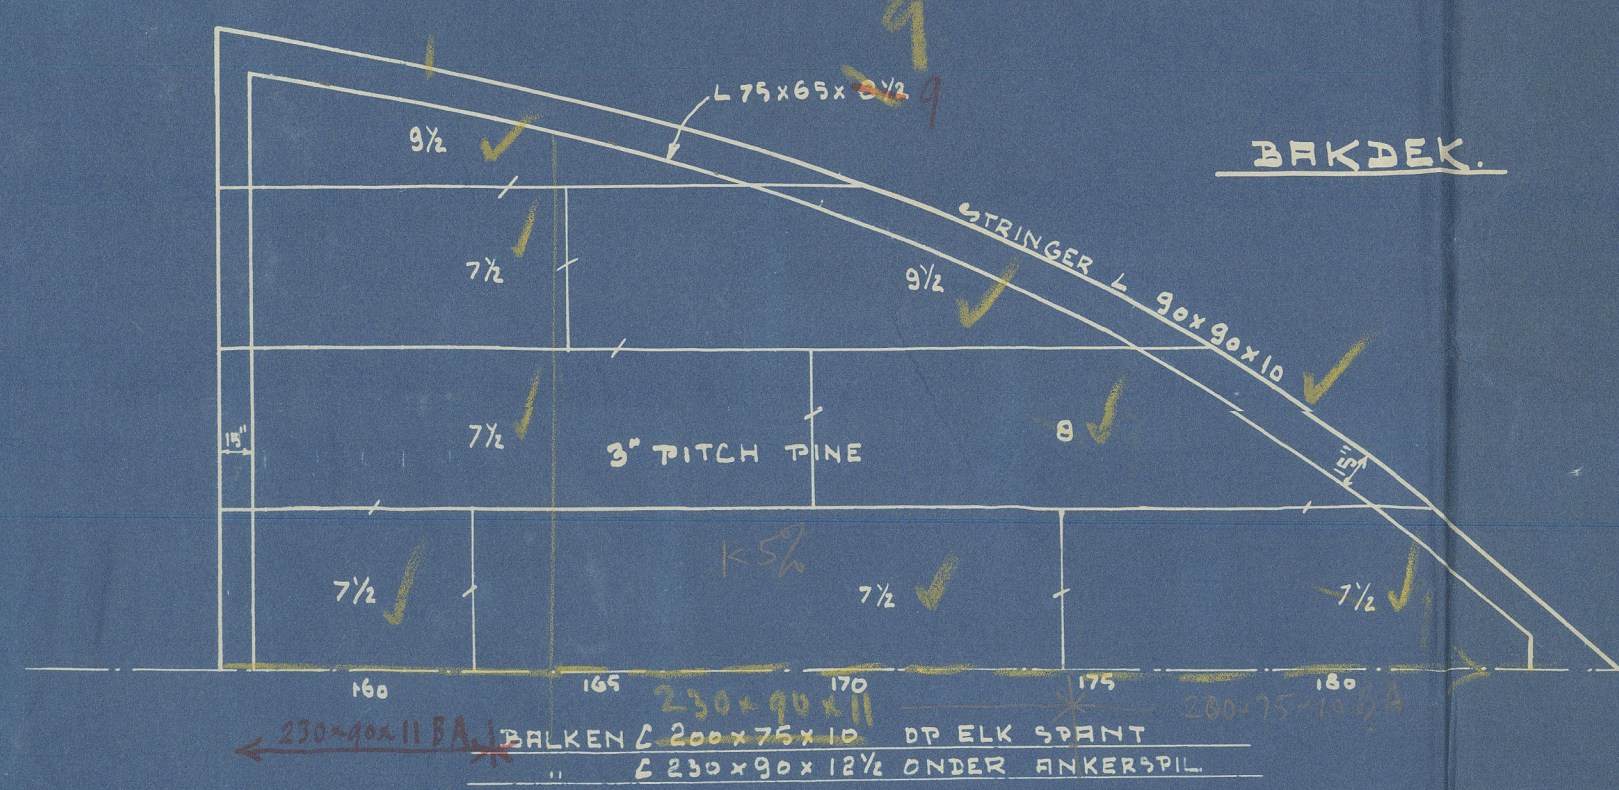 9
L 75 x 65 x 8½ 9
BAKDEK.
9½
7½
9½
STRINGER L 90 x 90 x 10
7½
8
15"
3" PITCH PINE
15"
K 5%
7½
7½
7½
160 165 170 175 180
230 x 90 x 11
200 x 75 x 10 BA
230 x 90 x 11 BA
BALKEN [ 200 x 75 x 10 OP ELK SPANT
" [ 230 x 90 x 12½ ONDER ANKERSPIL